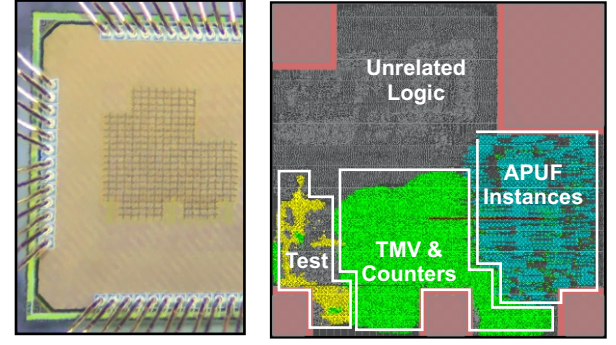 Unrelated
Logic
APUF
Instances
Test
TMV &
Counters